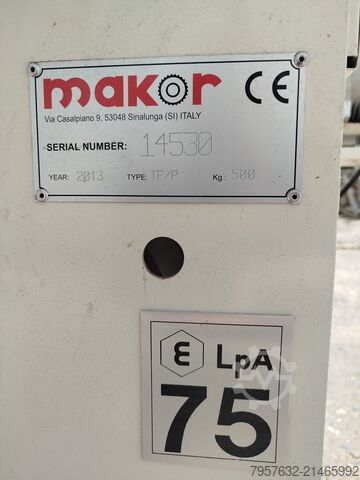 makor CE
Via Casalpiano 9, 53048 Sinalunga (SI) ITALY
SERIAL NUMBER: 14530
YEAR: 2013 TYPE: TF/P Kg: 500
ε LpA
75
7957632-21465992